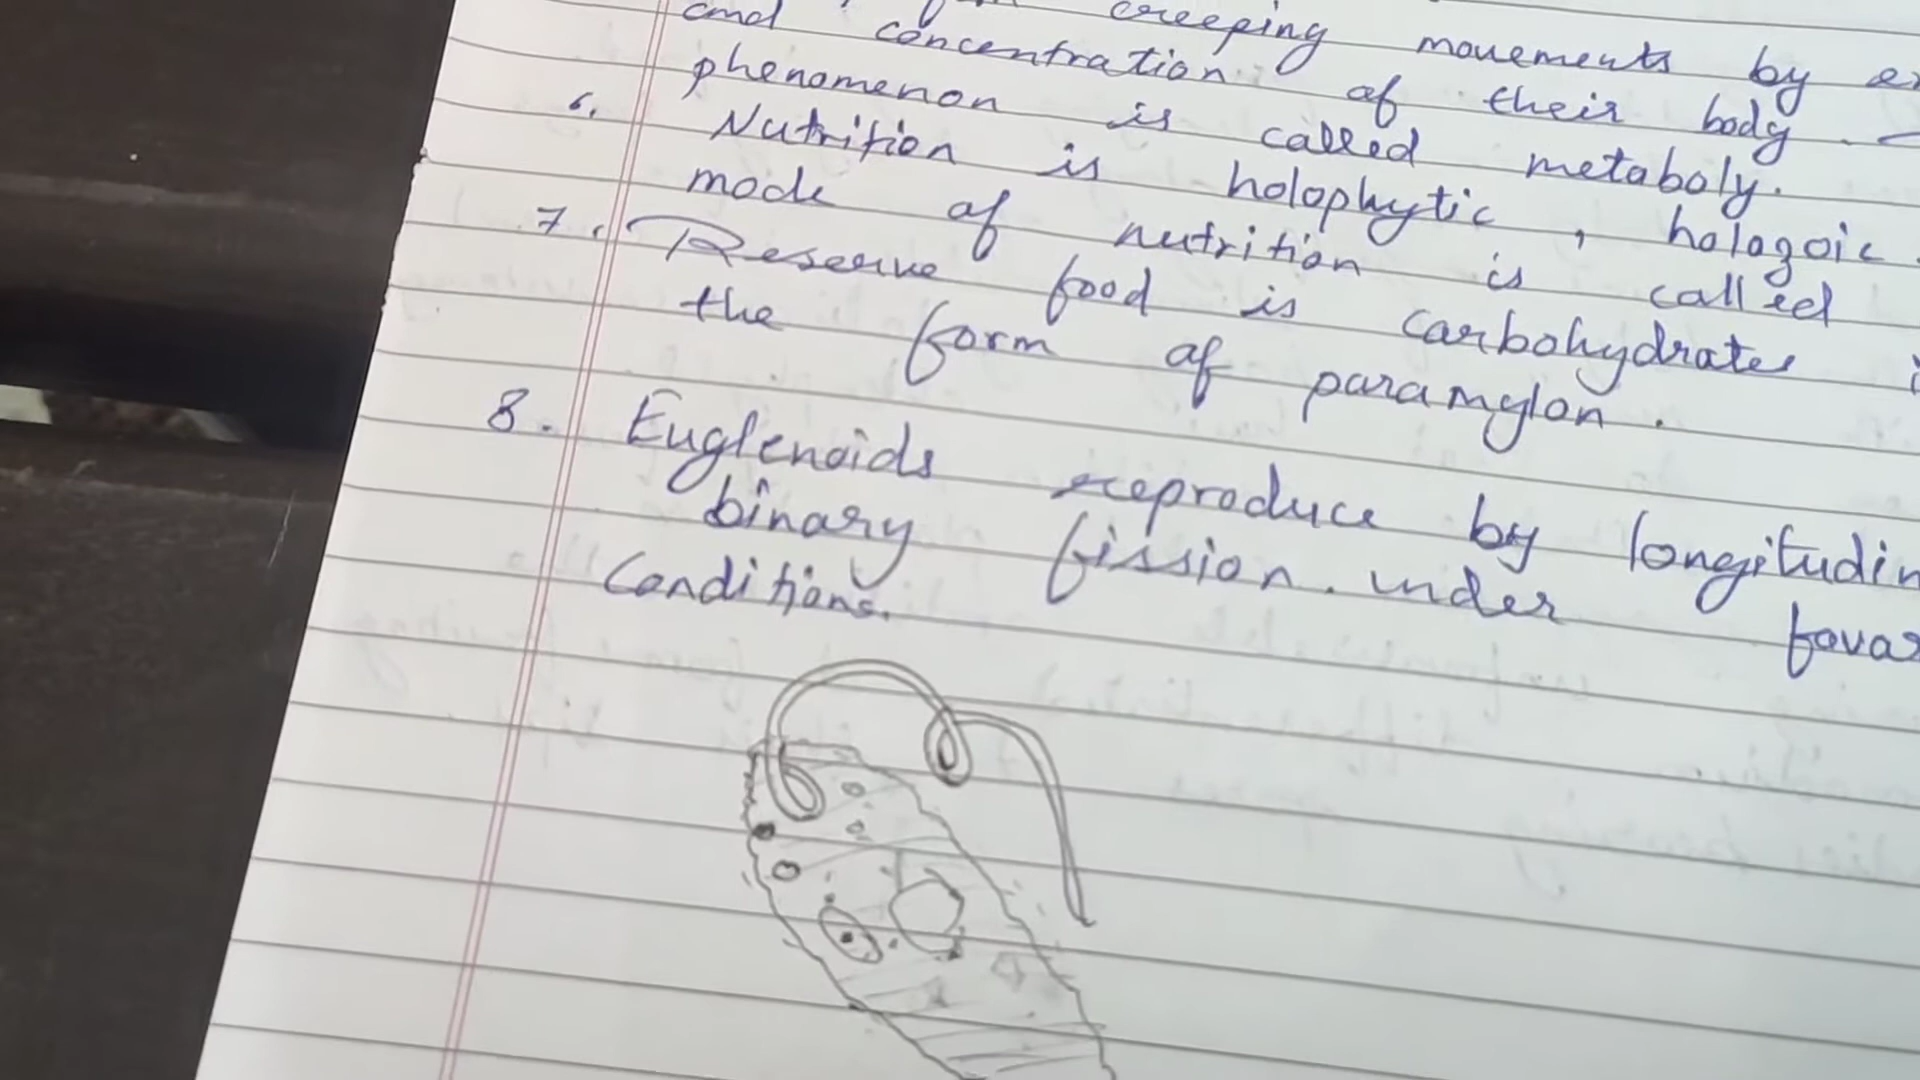 creeping movements by
and concentration of their body
phenomenon is called metaboly.
6. Nutrition is holophytic, holozoic
mode of nutrition is called
7. Reserve food is carbohydrates
the form of paramylon.
8. Euglenoids reproduce by longitudin
binary fission. under favar
Conditions.